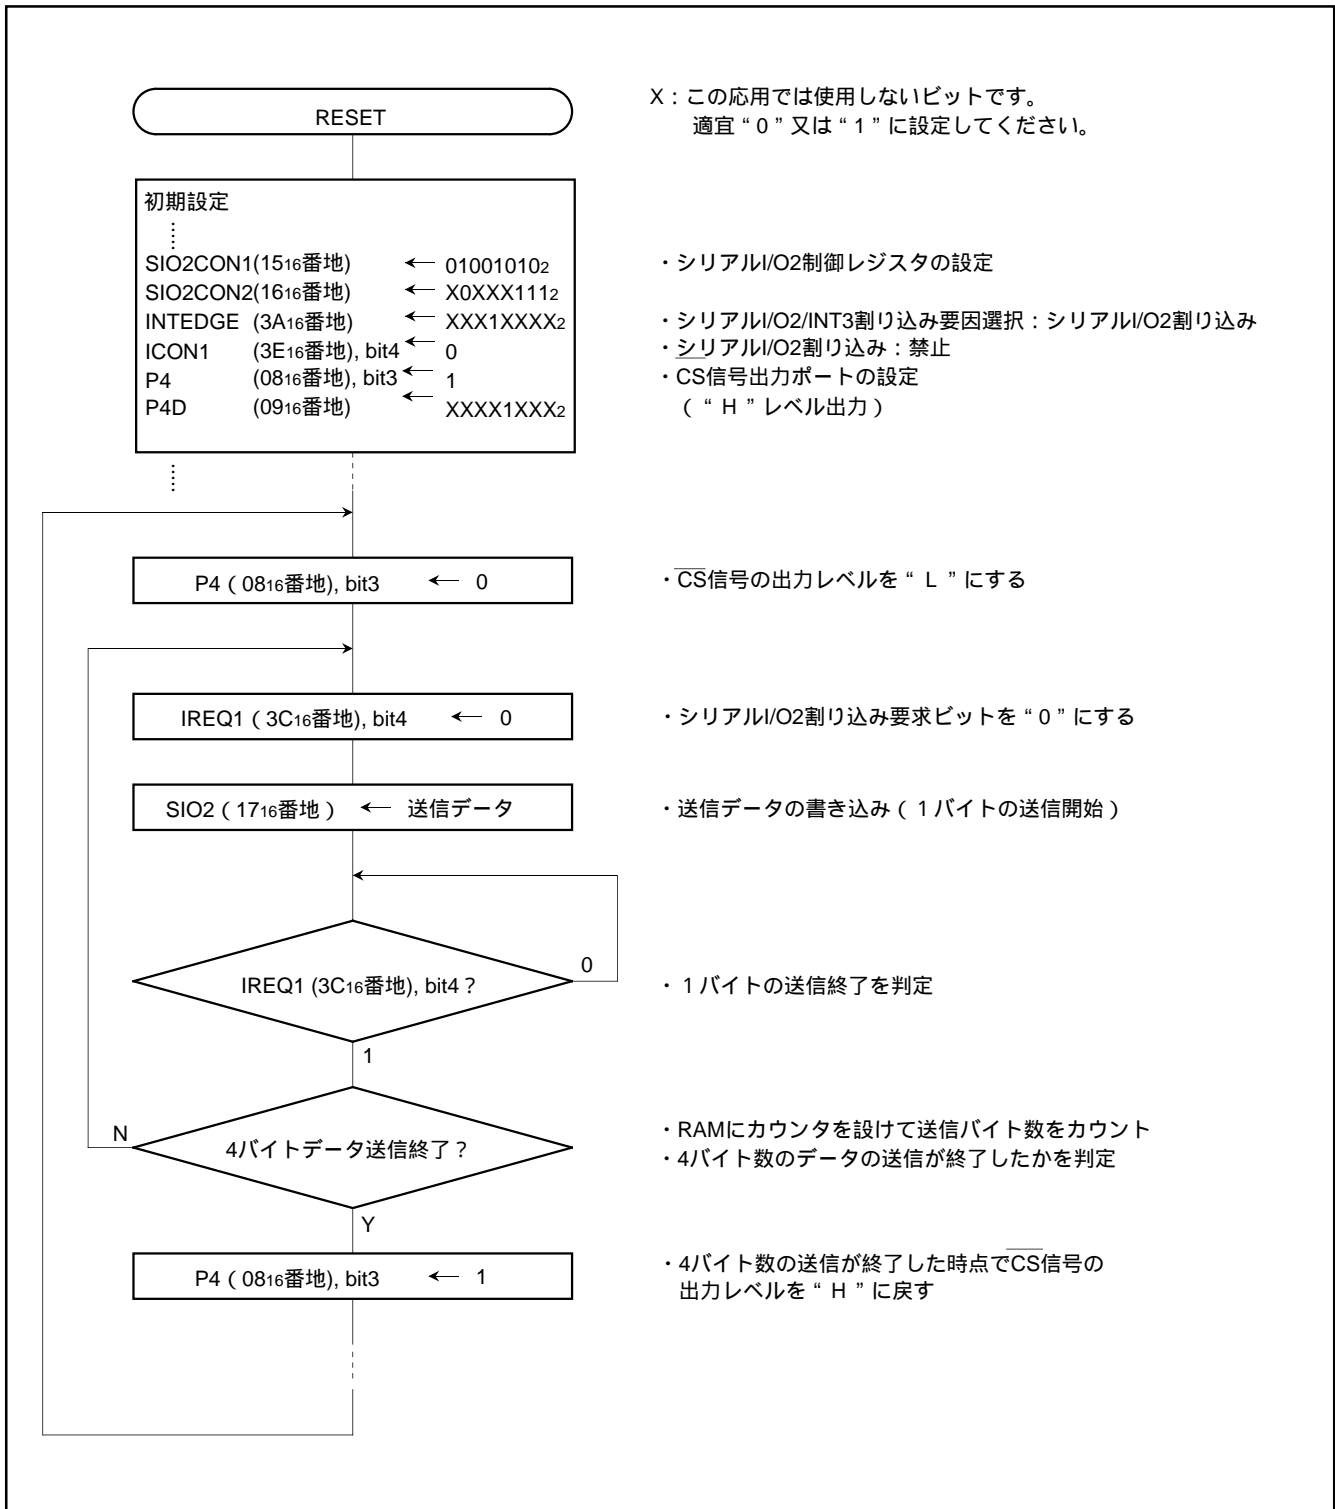 RESET
X：この応用では使用しないビットです。
適宜“0”又は“1”に設定してください。
初期設定
SIO2CON1(1516番地) ← 010010102
SIO2CON2(1616番地) ← X0XXX1112
INTEDGE (3A16番地) ← XXX1XXXX2
ICON1 (3E16番地), bit4 ← 0
P4 (0816番地), bit3 ← 1
P4D (0916番地) ← XXXX1XXX2
・シリアルI/O2制御レジスタの設定
・シリアルI/O2/INT3割り込み要因選択：シリアルI/O2割り込み
・シリアルI/O2割り込み：禁止
・CS信号出力ポートの設定
（“H”レベル出力）
P4（0816番地), bit3 ← 0
・CS信号の出力レベルを“L”にする
IREQ1（3C16番地), bit4 ← 0
・シリアルI/O2割り込み要求ビットを“0”にする
SIO2（1716番地） ← 送信データ
・送信データの書き込み（1バイトの送信開始）
IREQ1 (3C16番地), bit4？
0
・1バイトの送信終了を判定
1
N
4バイトデータ送信終了？
・RAMにカウンタを設けて送信バイト数をカウント
・4バイト数のデータの送信が終了したかを判定
Y
P4（0816番地), bit3 ← 1
・4バイト数の送信が終了した時点でCS信号の
出力レベルを“H”に戻す